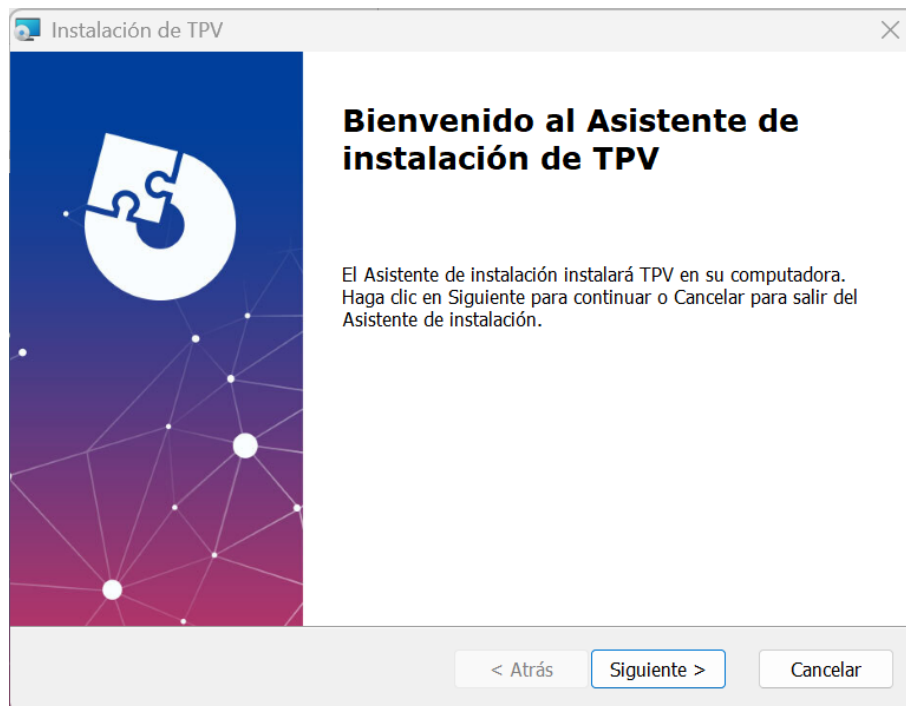 Instalación de TPV
Bienvenido al Asistente de
instalación de TPV
El Asistente de instalación instalará TPV en su computadora.
Haga clic en Siguiente para continuar o Cancelar para salir del
Asistente de instalación.
< Atrás Siguiente > Cancelar